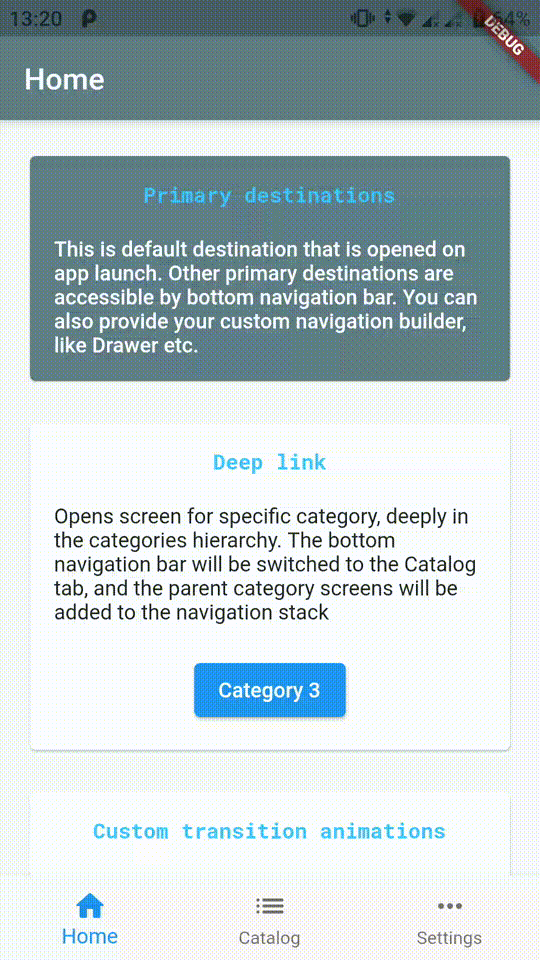 13:20
64%
DEBUG
Home
Primary destinations
This is default destination that is opened on
app launch. Other primary destinations are
accessible by bottom navigation bar. You can
also provide your custom navigation builder,
like Drawer etc.
Deep link
Opens screen for specific category, deeply in
the categories hierarchy. The bottom
navigation bar will be switched to the Catalog
tab, and the parent category screens will be
added to the navigation stack
Category 3
Custom transition animations
Home
Catalog
Settings